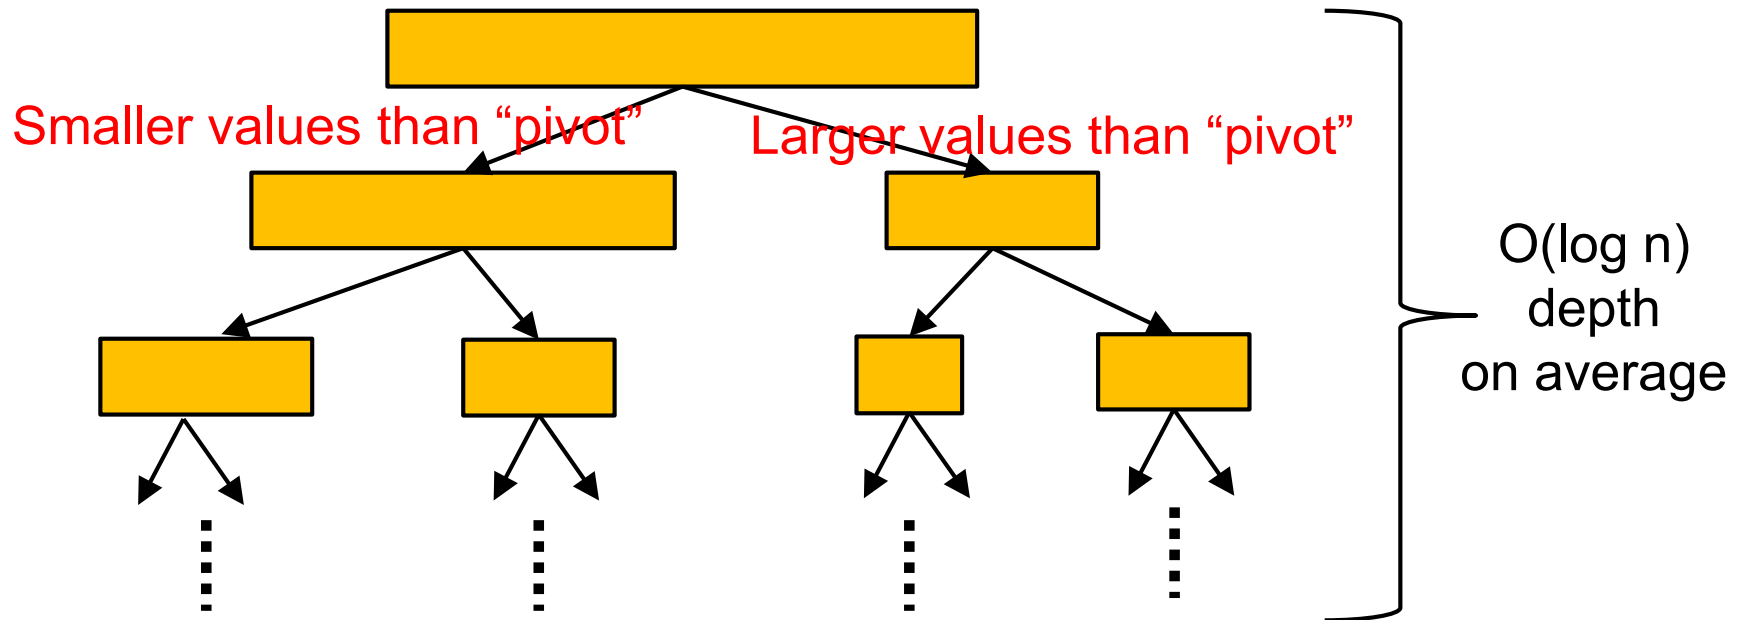 Smaller values than “pivot”
Larger values than “pivot”
O(log n)
depth
on average